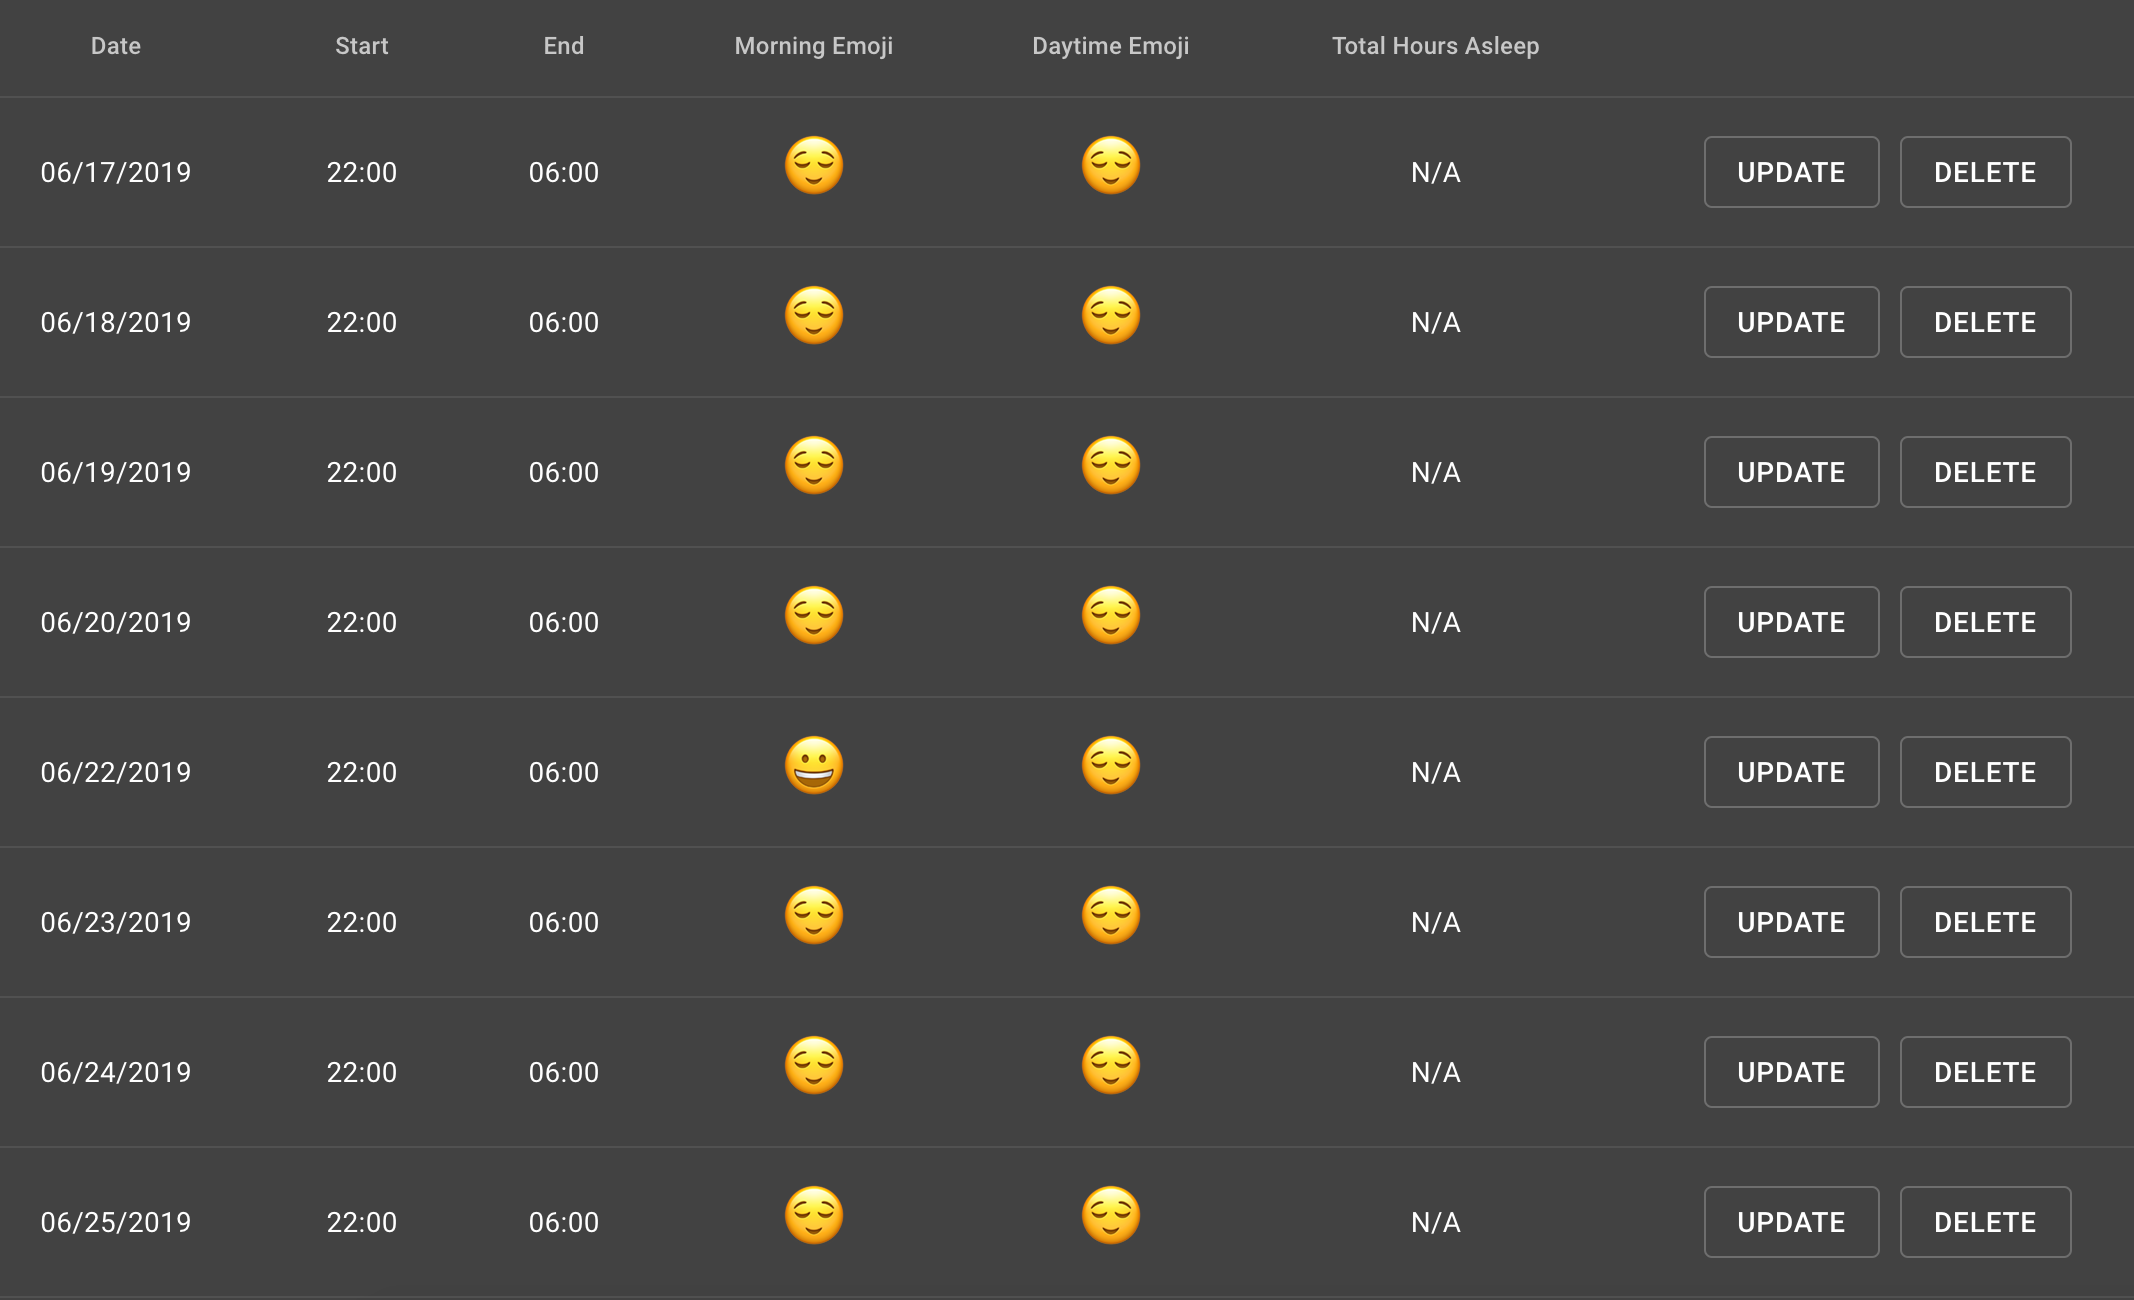 Date Start End Morning Emoji Daytime Emoji Total Hours Asleep
06/17/2019 22:00 06:00 😌 😌 N/A UPDATE DELETE
06/18/2019 22:00 06:00 😌 😌 N/A UPDATE DELETE
06/19/2019 22:00 06:00 😌 😌 N/A UPDATE DELETE
06/20/2019 22:00 06:00 😌 😌 N/A UPDATE DELETE
06/22/2019 22:00 06:00 😀 😌 N/A UPDATE DELETE
06/23/2019 22:00 06:00 😌 😌 N/A UPDATE DELETE
06/24/2019 22:00 06:00 😌 😌 N/A UPDATE DELETE
06/25/2019 22:00 06:00 😌 😌 N/A UPDATE DELETE